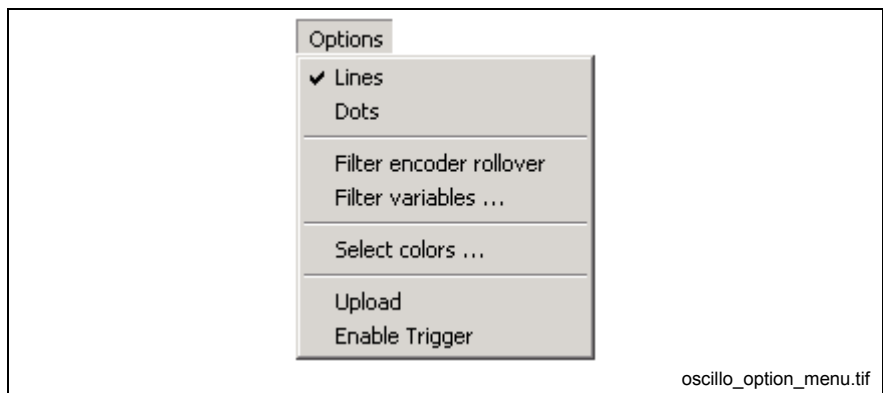 Options
Lines
Dots
Filter encoder rollover
Filter variables ...
Select colors ...
Upload
Enable Trigger
oscillo_option_menu.tif